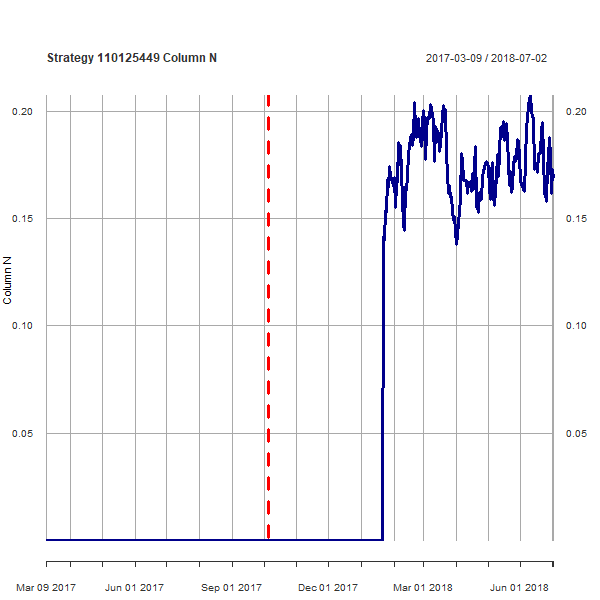 Strategy 110125449 Column N
2017-03-09 / 2018-07-02
0.20
0.20
0.15
0.15
Column N
0.10
0.10
0.05
0.05
Mar 09 2017
Jun 01 2017
Sep 01 2017
Dec 01 2017
Mar 01 2018
Jun 01 2018